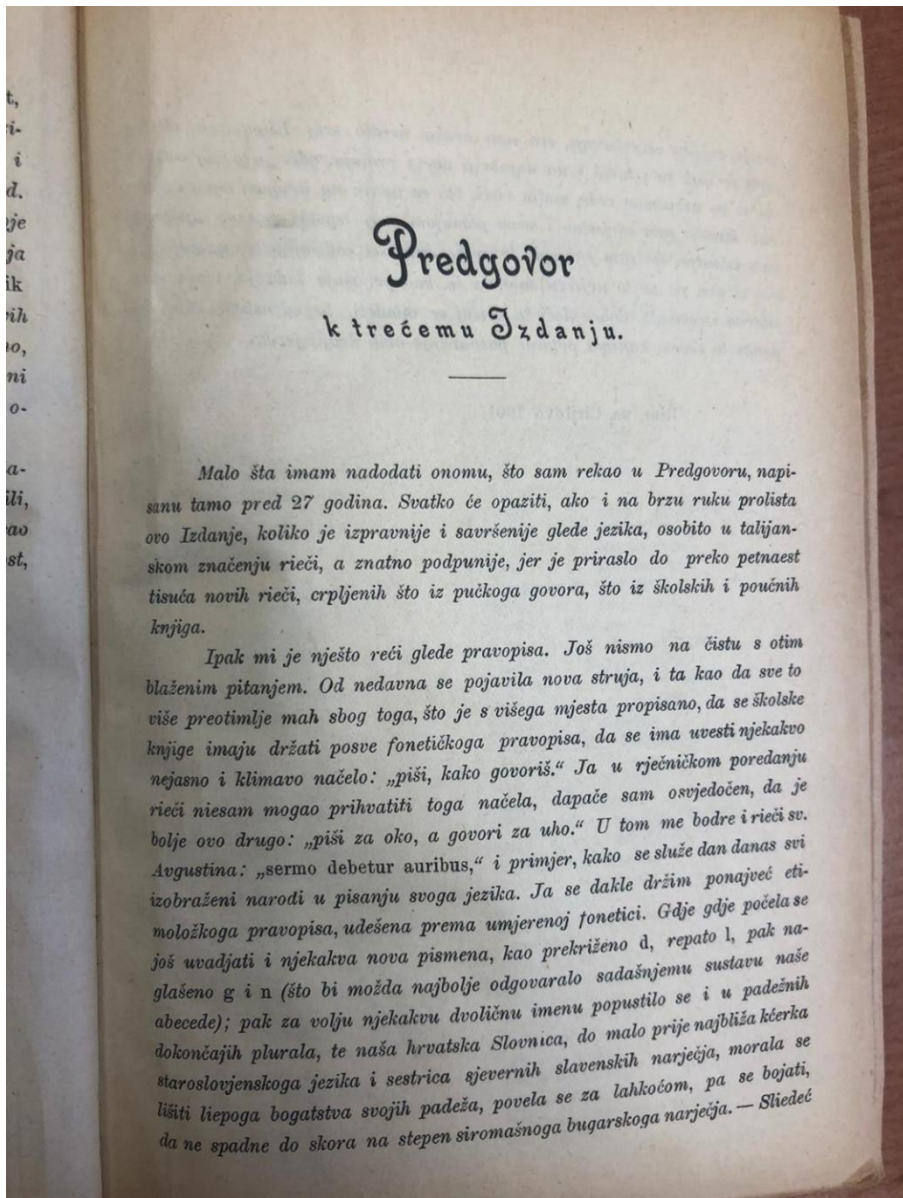 t,
i-
i
d.
je
ja
ik
rih
no,
ni
o-
a-
ili,
ao
st,
Predgovor
k trećemu Izdanju.
Malo šta imam nadodati onomu, što sam rekao u Predgovoru, napi-
sanu tamo pred 27 godina. Svatko će opaziti, ako i na brzu ruku prolista
ovo Izdanje, koliko je izpravnije i savršenije glede jezika, osobito u talijan-
skom značenju rieči, a znatno podpunije, jer je priraslo do preko petnaest
tisuća novih rieči, crpljenih što iz pučkoga govora, što iz školskih i poučnih
knjiga.
Ipak mi je nješto reći glede pravopisa. Još nismo na čistu s otim
blaženim pitanjem. Od nedavna se pojavila nova struja, i ta kao da sve to
više preotimlje mah sbog toga, što je s višega mjesta propisano, da se školske
knjige imaju držati posve fonetičkoga pravopisa, da se ima uvesti njekakvo
nejasno i klimavo načelo: „piši, kako govoriš.“ Ja u rječničkom poredanju
rieči niesam mogao prihvatiti toga načela, dapače sam osvjedočen, da je
bolje ovo drugo: „piši za oko, a govori za uho.“ U tom me bodre i rieči sv.
Avgustina: „sermo debetur auribus,“ i primjer, kako se služe dan danas svi
izobraženi narodi u pisanju svoga jezika. Ja se dakle držim ponajveć eti-
moložkoga pravopisa, udešena prema umjerenoj fonetici. Gdje gdje počela se
još uvadjati i njekakva nova pismena, kao prekriženo d, repato l, pak na-
glašeno g i n (što bi možda najbolje odgovaralo sadašnjemu sustavu naše
abecede); pak za volju njekakvu dvoličnu imenu popustilo se i u padežnih
dokončajih plurala, te naša hrvatska Slovnica, do malo prije najbliža kćerka
staroslovjenskoga jezika i sestrica sjevernih slavenskih narječja, morala se
lišiti liepoga bogatstva svojih padeža, povela se za lahkoćom, pa se bojati,
da ne spadne do skora na stepen siromašnoga bugarskoga narječja. — Sliedeć